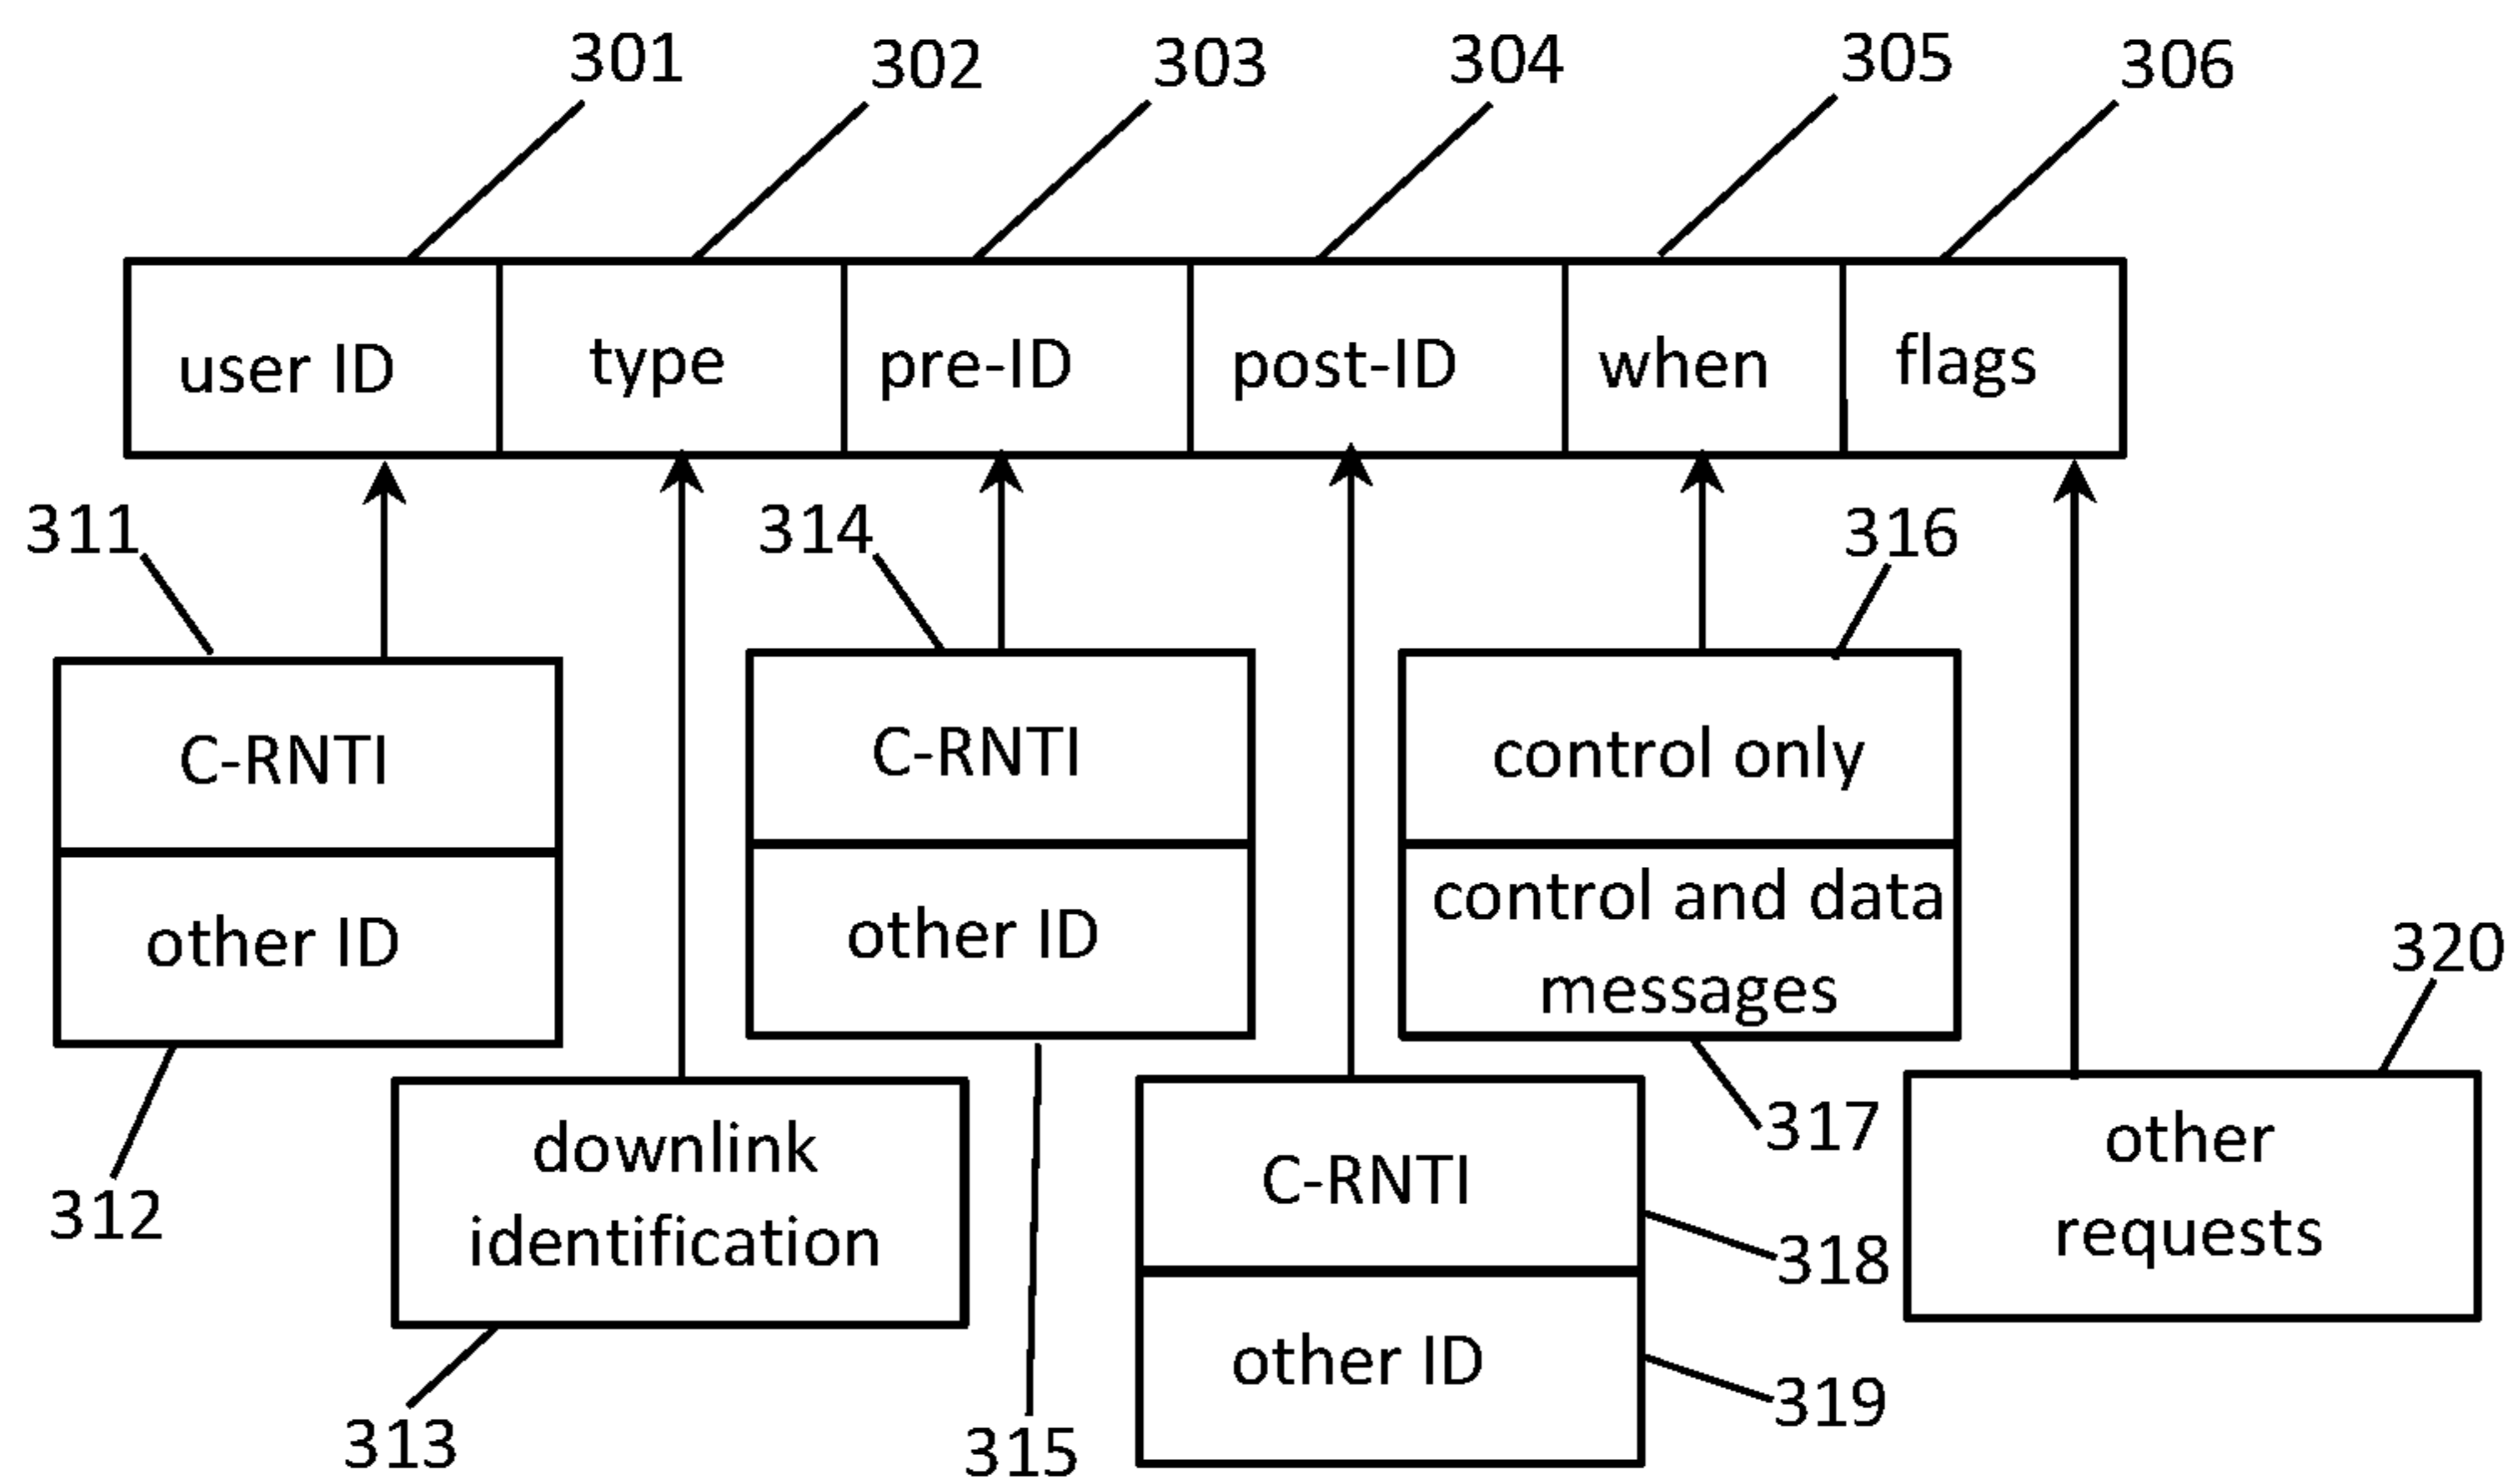 301 302 303 304 305 306
user ID type pre-ID post-ID when flags
311 314 316
C-RNTI C-RNTI control only
other ID other ID control and data
messages
320
312
downlink
identification
313
315
C-RNTI
other ID
317
318
319
other
requests